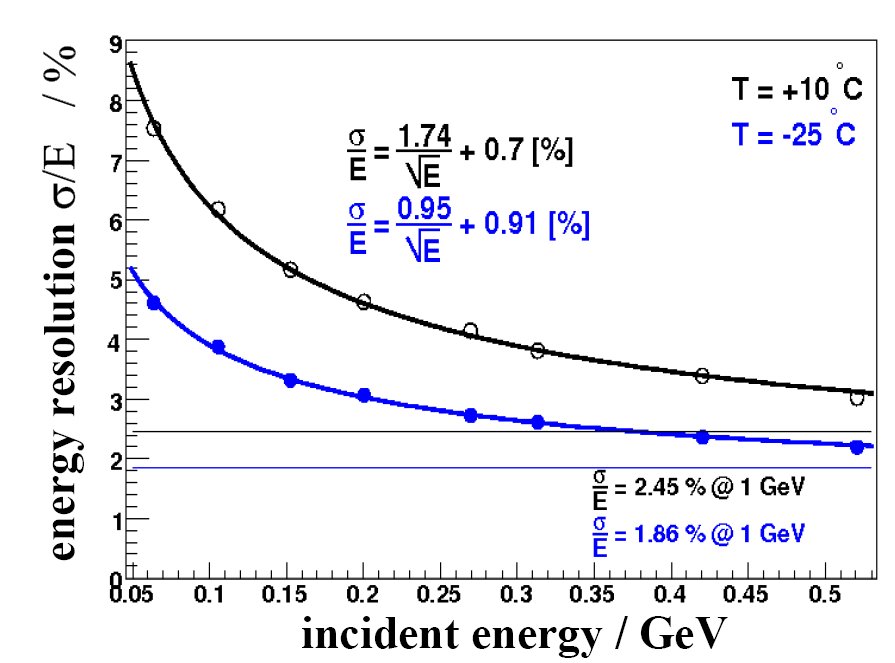 energy resolution σ/E / %
9
8
7
6
5
4
3
2
1
0
T = +10 °C
T = -25 °C
σ/E = 1.74/√E + 0.7 [%]
σ/E = 0.95/√E + 0.91 [%]
σ/E = 2.45 % @ 1 GeV
σ/E = 1.86 % @ 1 GeV
0.05 0.1 0.15 0.2 0.25 0.3 0.35 0.4 0.45 0.5
incident energy / GeV